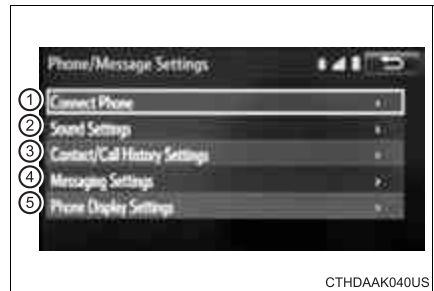 Phone/Message Settings
1 Connect Phone
2 Sound Settings
3 Contact/Call History Settings
4 Messaging Settings
5 Phone Display Settings
CTHDAAK040US